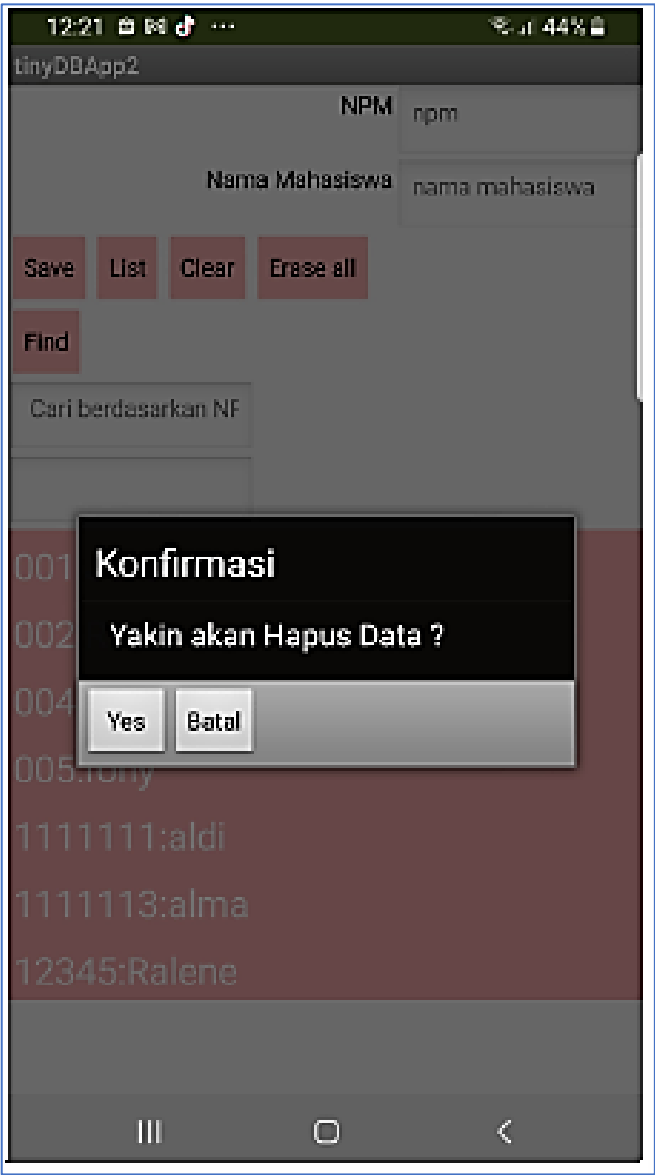 12:21 44%
tinyDBApp2
NPM npm
Nama Mahasiswa nama mahasiswa
Save List Clear Erase all
Find
Cari berdasarkan NP
Konfirmasi
Yakin akan Hapus Data ?
Yes Batal
001
002
004
005:
1111111:aldi
1111113:alma
12345:Ralene